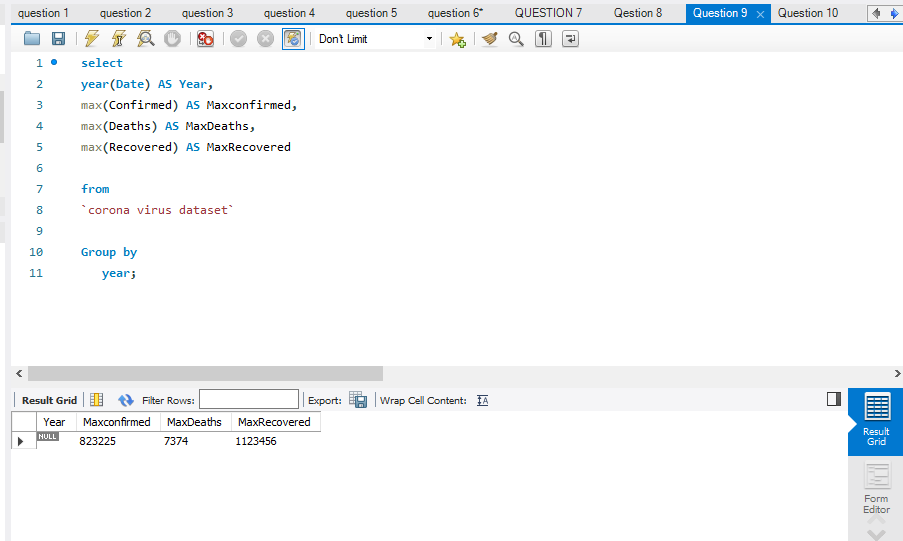 question 1 question 2 question 3 question 4 question 5 question 6* QUESTION 7 Qestion 8 Question 9 Question 10
Don't Limit
1 select
2 year(Date) AS Year,
3 max(Confirmed) AS Maxconfirmed,
4 max(Deaths) AS MaxDeaths,
5 max(Recovered) AS MaxRecovered
6
7 from
8 `corona virus dataset`
9
10 Group by
11 year;
Result Grid Filter Rows: Export: Wrap Cell Content: IA
Year Maxconfirmed MaxDeaths MaxRecovered
NULL 823225 7374 1123456
Result
Grid
Form
Editor